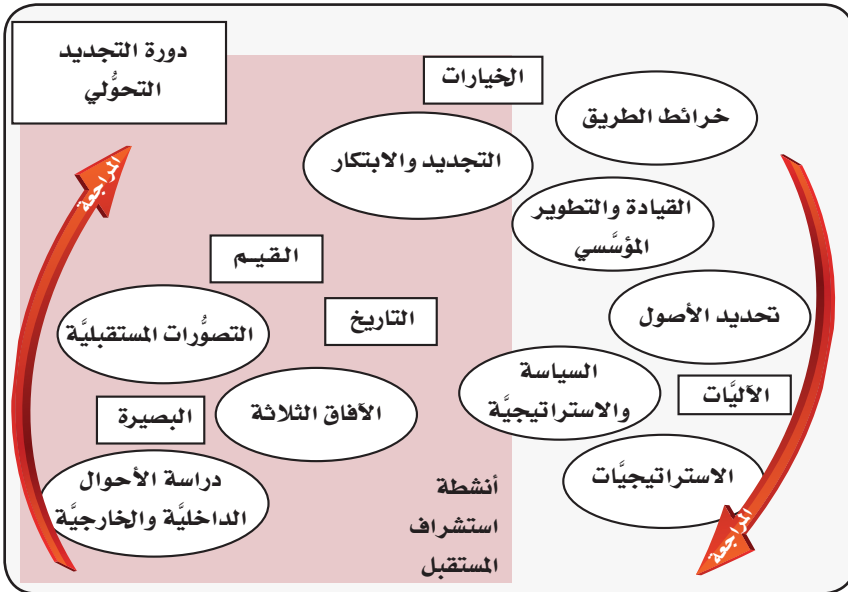 دورة التجديد
التحوُّلي
الخيارات
خرائط الطريق
التجديد والابتكار
المراجعة
القيادة والتطوير
المؤسَّسي
القيــم
التاريخ
تحديد الأصول
التصوُّرات المستقبليَّة
السياسة
والاستراتيجيَّة
الآليَّات
البصيرة
الآفاق الثلاثة
دراسة الأحوال
الداخليَّة والخارجيَّة
الاستراتيجيَّات
أنشطة
استشراف
المستقبل
المراجعة